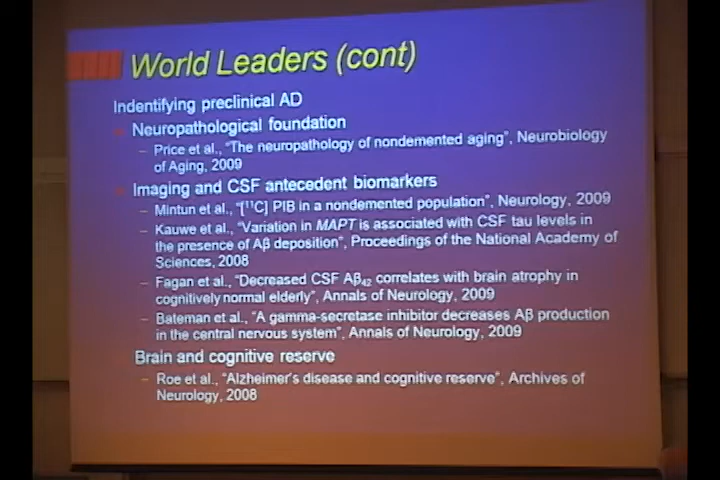 World Leaders (cont)
Indentifying preclinical AD
Neuropathological foundation
– Price et al., “The neuropathology of nondemented aging”, Neurobiology
of Aging, 2009
Imaging and CSF antecedent biomarkers
– Mintun et al., “[¹¹C] PIB in a nondemented population”, Neurology, 2009
– Kauwe et al., “Variation in MAPT is associated with CSF tau levels in
the presence of Aβ deposition”, Proceedings of the National Academy of
Sciences, 2008
– Fagan et al., “Decreased CSF Aβ₄₂ correlates with brain atrophy in
cognitively normal elderly”, Annals of Neurology, 2009
– Bateman et al., “A gamma-secretase inhibitor decreases Aβ production
in the central nervous system”, Annals of Neurology, 2009
Brain and cognitive reserve
– Roe et al., “Alzheimer’s disease and cognitive reserve”, Archives of
Neurology, 2008